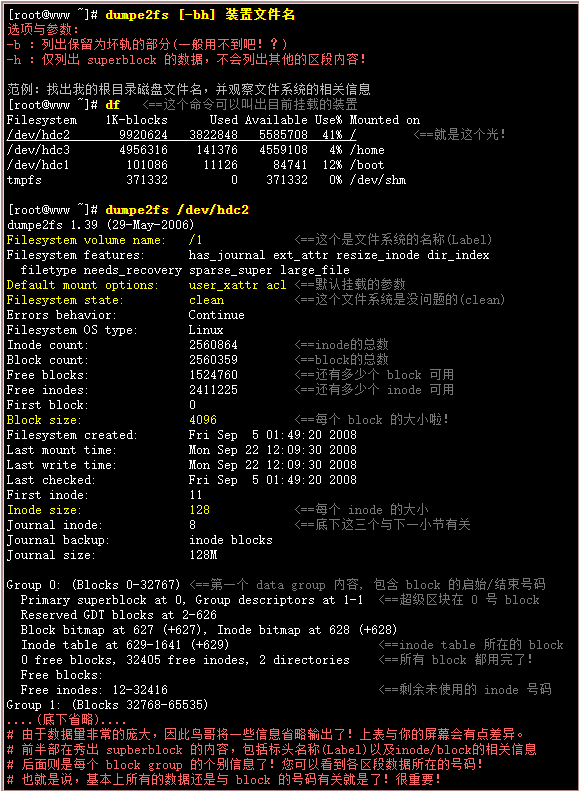 [root@www ~]# dumpe2fs [-bh] 装置文件名
选项与参数:
-b : 列出保留为坏轨的部分(一般用不到吧! ?)
-h : 仅列出 superblock 的数据, 不会列出其他的区段内容!
范例: 找出我的根目录磁盘文件名, 并观察文件系统的相关信息
[root@www ~]# df <==这个命令可以叫出目前挂载的装置
Filesystem 1K-blocks Used Available Use% Mounted on
/dev/hdc2 9920624 3822848 5585708 41% / <==就是这个光!
/dev/hdc3 4956316 141376 4559108 4% /home
/dev/hdc1 101086 11126 84741 12% /boot
tmpfs 371332 0 371332 0% /dev/shm
[root@www ~]# dumpe2fs /dev/hdc2
dumpe2fs 1.39 (29-May-2006)
Filesystem volume name: /1 <==这个是文件系统的名称(Label)
Filesystem features: has_journal ext_attr resize_inode dir_index
filetype needs_recovery sparse_super large_file
Default mount options: user_xattr acl <==默认挂载的参数
Filesystem state: clean <==这个文件系统是没问题的(clean)
Errors behavior: Continue
Filesystem OS type: Linux
Inode count: 2560864 <==inode的总数
Block count: 2560359 <==block的总数
Free blocks: 1524760 <==还有多少个 block 可用
Free inodes: 2411225 <==还有多少个 inode 可用
First block: 0
Block size: 4096 <==每个 block 的大小啦!
Filesystem created: Fri Sep 5 01:49:20 2008
Last mount time: Mon Sep 22 12:09:30 2008
Last write time: Mon Sep 22 12:09:30 2008
Last checked: Fri Sep 5 01:49:20 2008
First inode: 11
Inode size: 128 <==每个 inode 的大小
Journal inode: 8 <==底下这三个与下一小节有关
Journal backup: inode blocks
Journal size: 128M
Group 0: (Blocks 0-32767) <==第一个 data group 内容, 包含 block 的启始/结束号码
Primary superblock at 0, Group descriptors at 1-1 <==超级区块在 0 号 block
Reserved GDT blocks at 2-626
Block bitmap at 627 (+627), Inode bitmap at 628 (+628)
Inode table at 629-1641 (+629) <==inode table 所在的 block
0 free blocks, 32405 free inodes, 2 directories <==所有 block 都用完了!
Free blocks:
Free inodes: 12-32416 <==剩余未使用的 inode 号码
Group 1: (Blocks 32768-65535)
....(底下省略)....
# 由于数据量非常的庞大, 因此鸟哥将一些信息省略输出了! 上表与你的屏幕会有点差异。
# 前半部在秀出 supberblock 的内容, 包括标头名称(Label)以及inode/block的相关信息
# 后面则是每个 block group 的个别信息了! 您可以看到各区段数据所在的号码!
# 也就是说, 基本上所有的数据还是与 block 的号码有关就是了! 很重要!